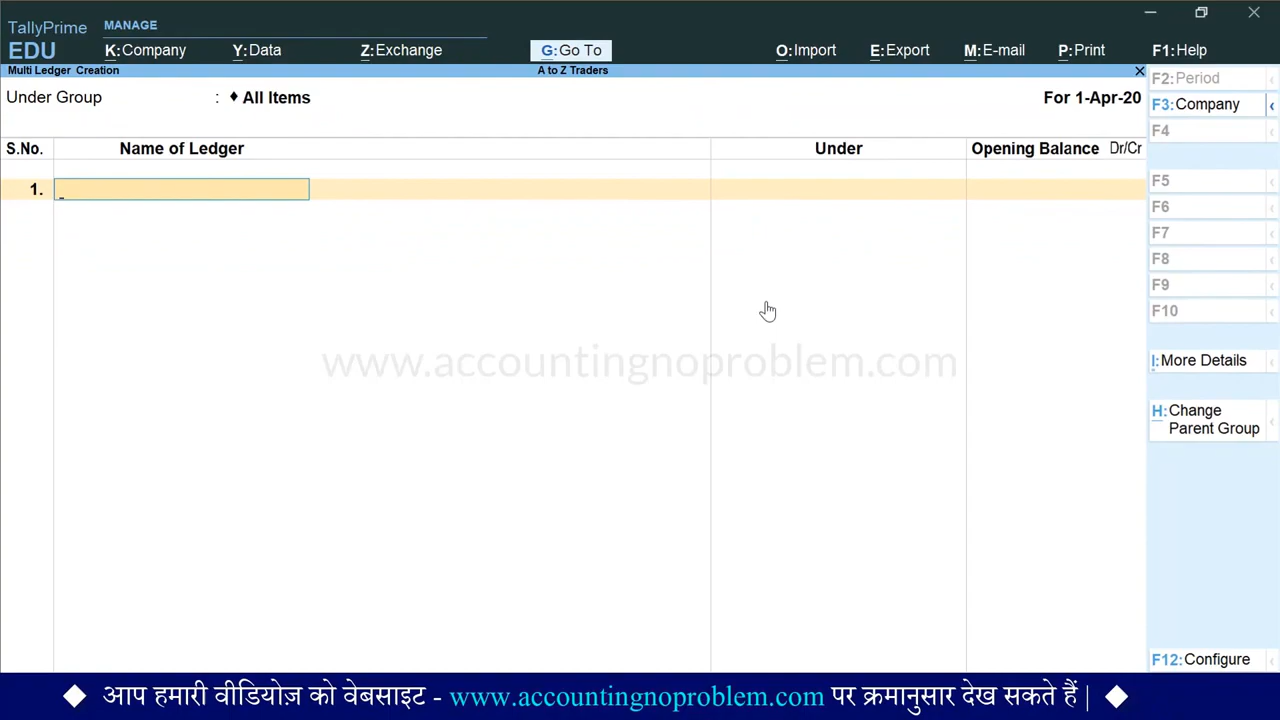 TallyPrime MANAGE
EDU K:Company Y:Data Z:Exchange G:Go To O:Import E:Export M:E-mail P:Print F1:Help
Multi Ledger Creation A to Z Traders
Under Group : ♦ All Items For 1-Apr-20
S.No. Name of Ledger Under Opening Balance Dr/Cr
1.
F2:Period
F3:Company
F4
F5
F6
F7
F8
F9
F10
I:More Details
H:Change
Parent Group
F12:Configure
www.accountingnoproblem.com
◆ आप हमारी वीडियोज़ को वेबसाइट - www.accountingnoproblem.com पर क्रमानुसार देख सकते हैं | ◆